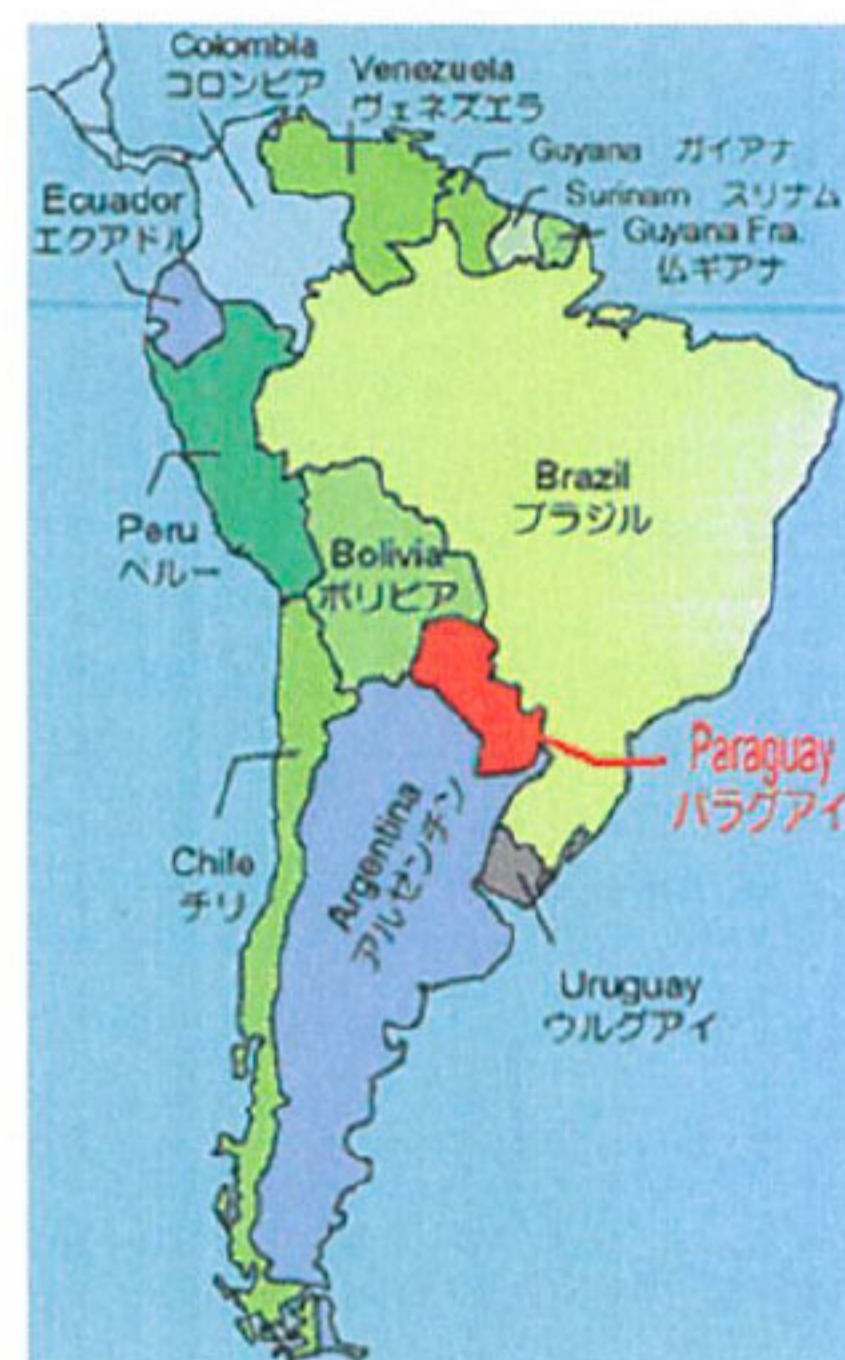 Colombia
コロンビア
Venezuela
ヴェネズエラ
Guyana ガイアナ
Surinam スリナム
Guyana Fra.
仏ギアナ
Ecuador
エクアドル
Peru
ペルー
Brazil
ブラジル
Bolivia
ボリビア
Paraguay
パラグアイ
Chile
チリ
Argentina
アルゼンチン
Uruguay
ウルグアイ